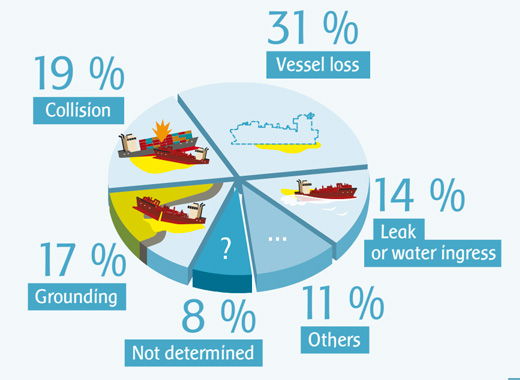 31 %
Vessel loss
19 %
Collision
14 %
Leak
or water ingress
17 %
Grounding
?
...
11 %
Others
8 %
Not determined